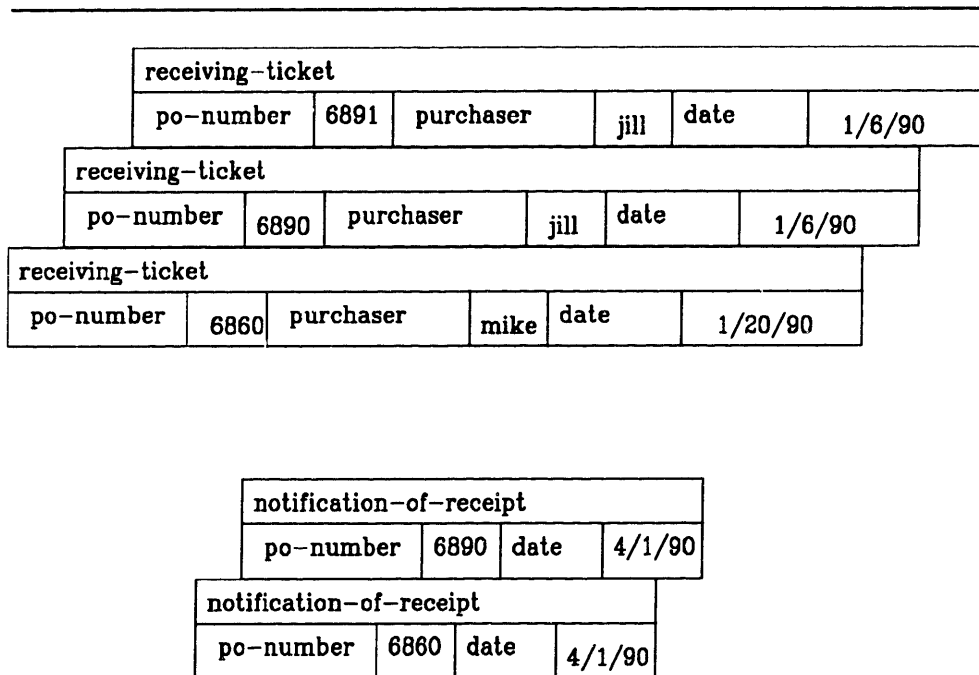 receiving-ticket
po-number 6891 purchaser jill date 1/6/90
receiving-ticket
po-number 6890 purchaser jill date 1/6/90
receiving-ticket
po-number 6860 purchaser mike date 1/20/90
notification-of-receipt
po-number 6890 date 4/1/90
notification-of-receipt
po-number 6860 date 4/1/90